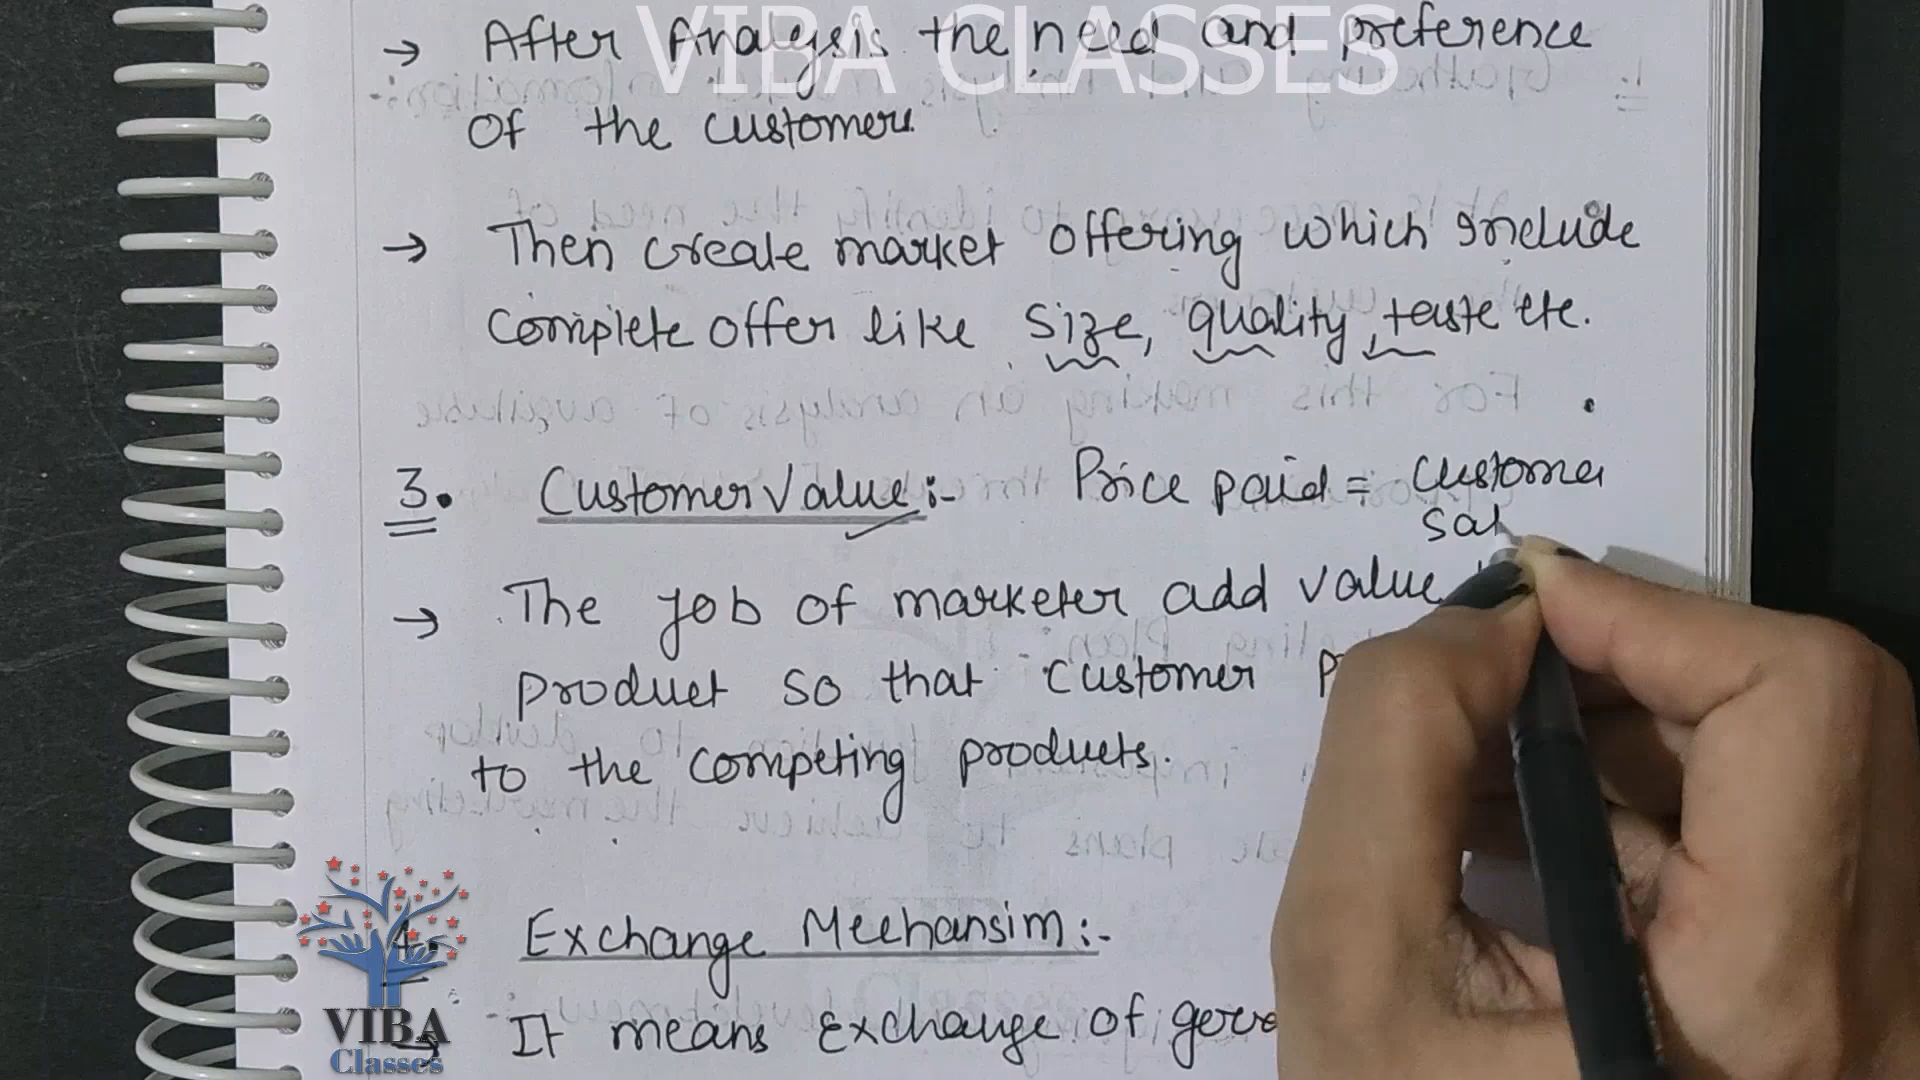 VIBA CLASSES
→ After Analysis the need and preference
of the customer.
→ Then create market offering which Include
complete offer like size, quality, taste etc.
3. Customer Value :- Price paid = Customer
sat
→ The job of marketer add value
product so that customer
to the competing products.
4. Exchange Mechansim :-
→ It means exchange of
VIBA
Classes